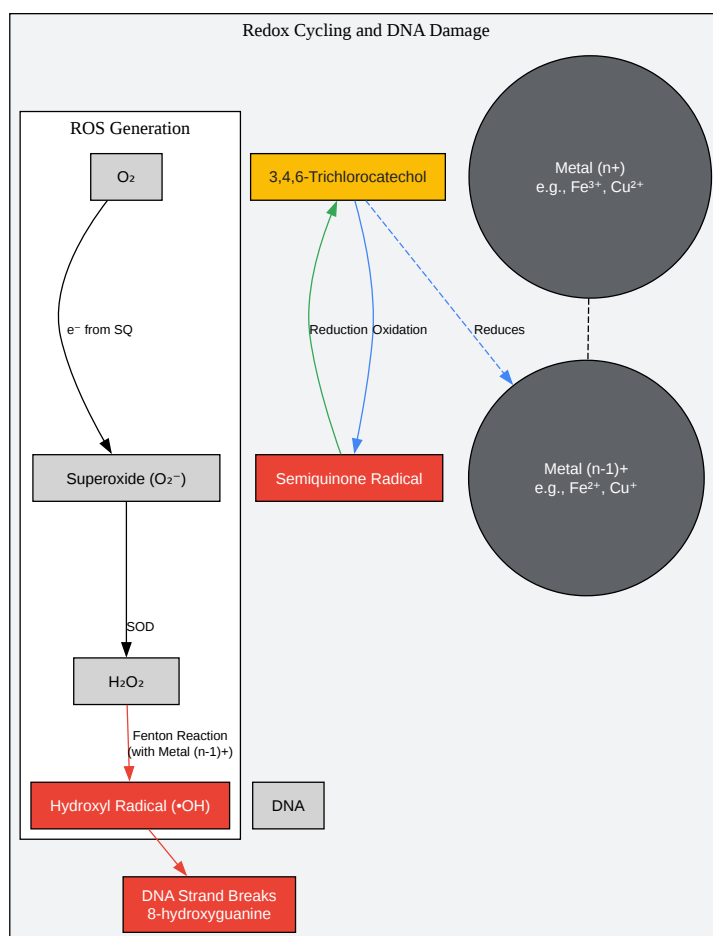 Redox Cycling and DNA Damage
ROS Generation
O₂
3,4,6-Trichlorocatechol
Metal (n+)
e.g., Fe³⁺, Cu²⁺
e⁻ from SQ
Reduction
Oxidation
Reduces
Superoxide (O₂⁻)
Semiquinone Radical
Metal (n-1)+
e.g., Fe²⁺, Cu⁺
SOD
H₂O₂
Fenton Reaction
(with Metal (n-1)+)
Hydroxyl Radical (•OH)
DNA
DNA Strand Breaks
8-hydroxyguanine